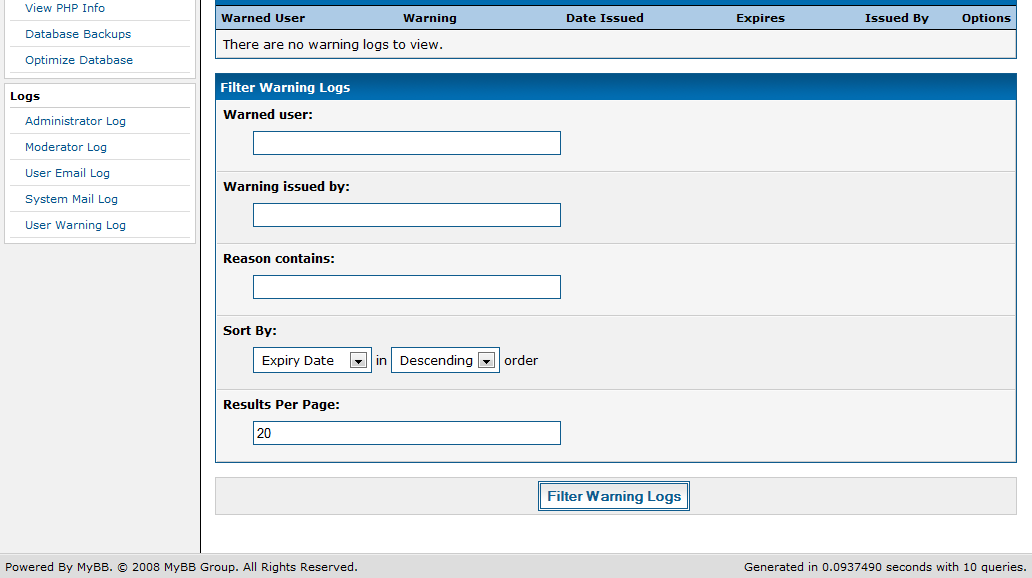 View PHP Info
Database Backups
Optimize Database
Logs
Administrator Log
Moderator Log
User Email Log
System Mail Log
User Warning Log
Warned User Warning Date Issued Expires Issued By Options
There are no warning logs to view.
Filter Warning Logs
Warned user:
Warning issued by:
Reason contains:
Sort By:
Expiry Date in Descending order
Results Per Page:
20
Filter Warning Logs
Powered By MyBB. © 2008 MyBB Group. All Rights Reserved. Generated in 0.0937490 seconds with 10 queries.